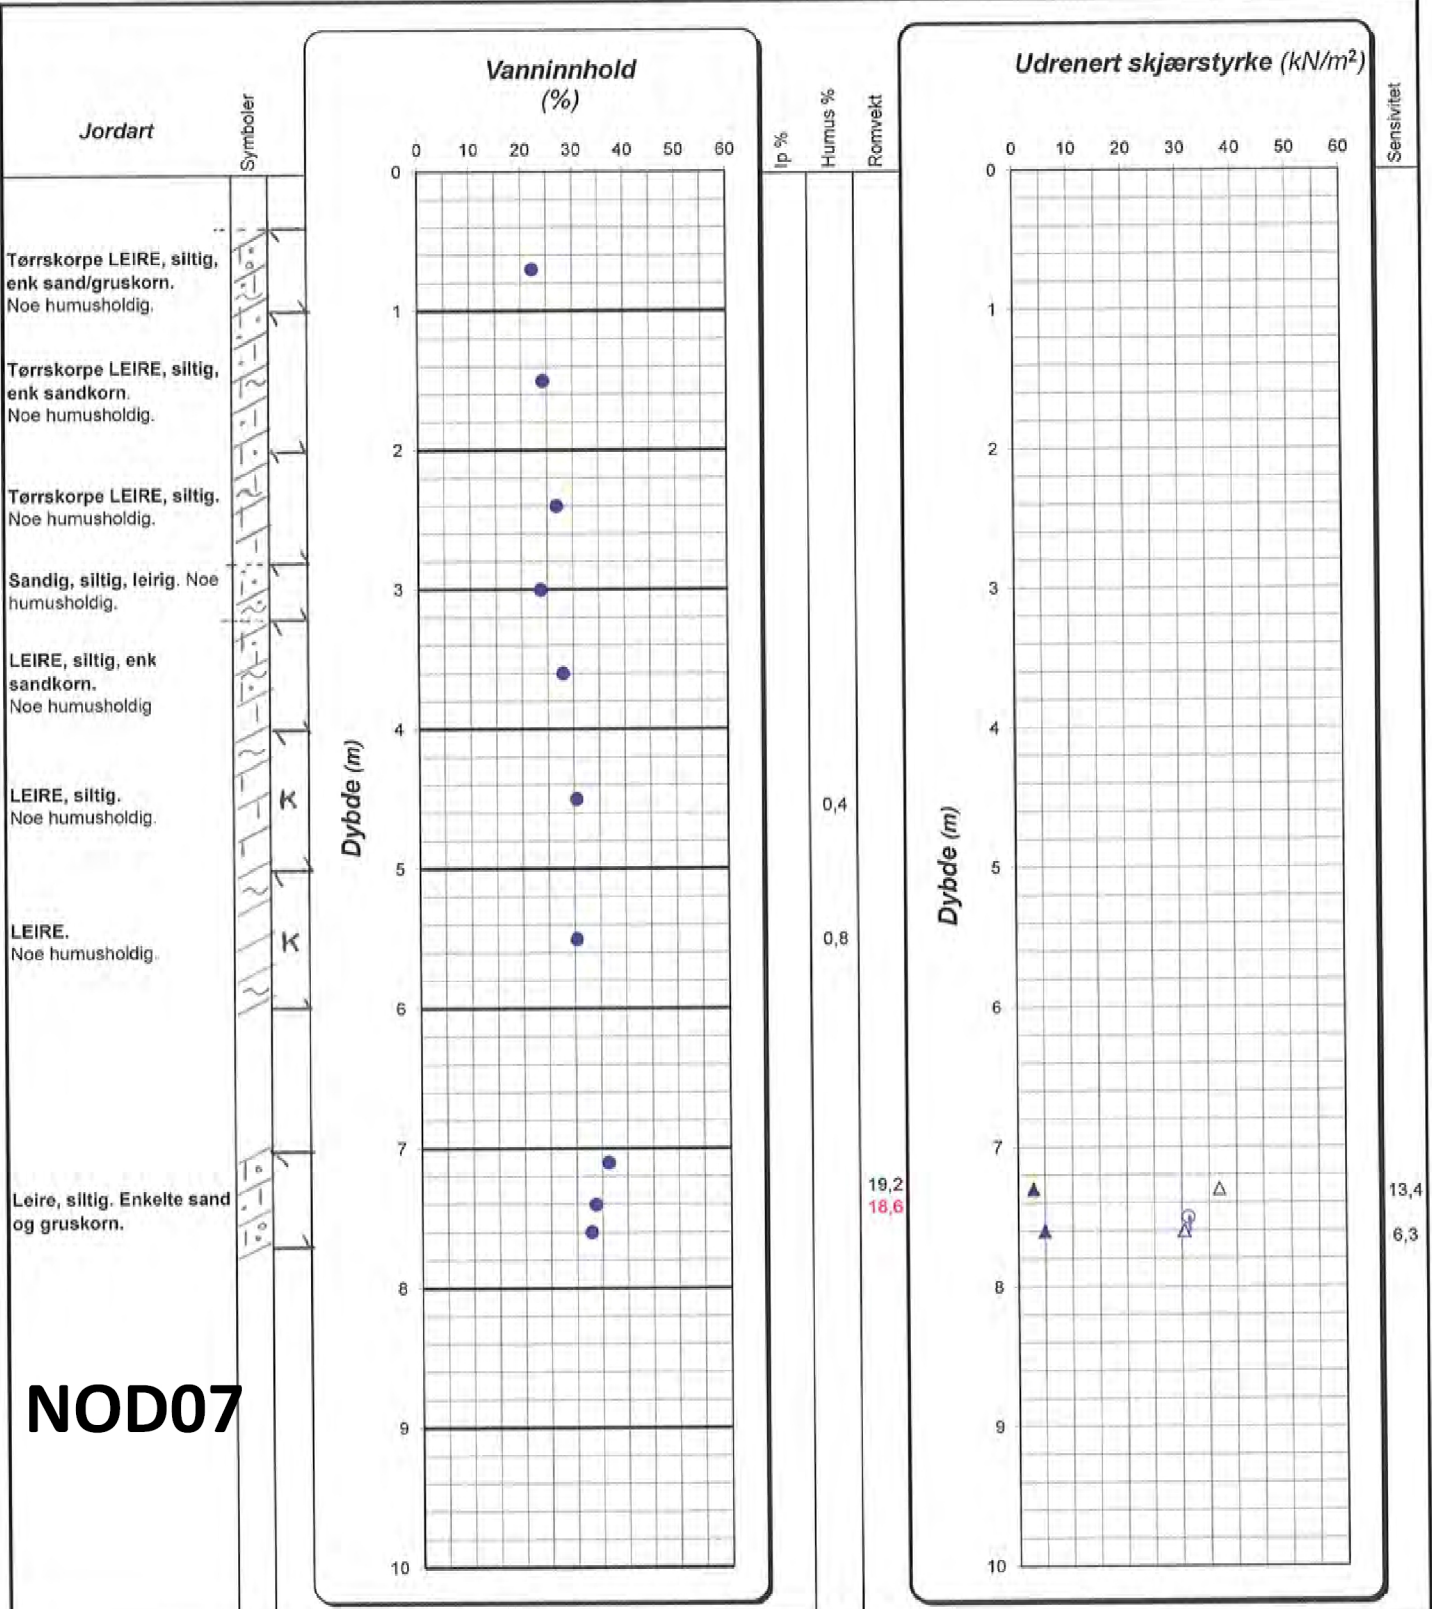 Jordart
Symboler
Vanninnhold
(%)
0 10 20 30 40 50 60
Ip %
Humus %
Romvekt
Udrenert skjærstyrke (kN/m²)
0 10 20 30 40 50 60
Sensivitet
Tørrskorpe LEIRE, siltig,
enk sand/gruskorn.
Noe humusholdig.
Tørrskorpe LEIRE, siltig,
enk sandkorn.
Noe humusholdig.
Tørrskorpe LEIRE, siltig.
Noe humusholdig.
Sandig, siltig, leirig. Noe
humusholdig.
LEIRE, siltig, enk
sandkorn.
Noe humusholdig
LEIRE, siltig.
Noe humusholdig.
K
LEIRE.
Noe humusholdig.
K
Leire, siltig. Enkelte sand
og gruskorn.
NOD07
Dybde (m)
0
1
2
3
4
5
6
7
8
9
10
0,4
0,8
19,2
18,6
Dybde (m)
0
1
2
3
4
5
6
7
8
9
10
13,4
6,3